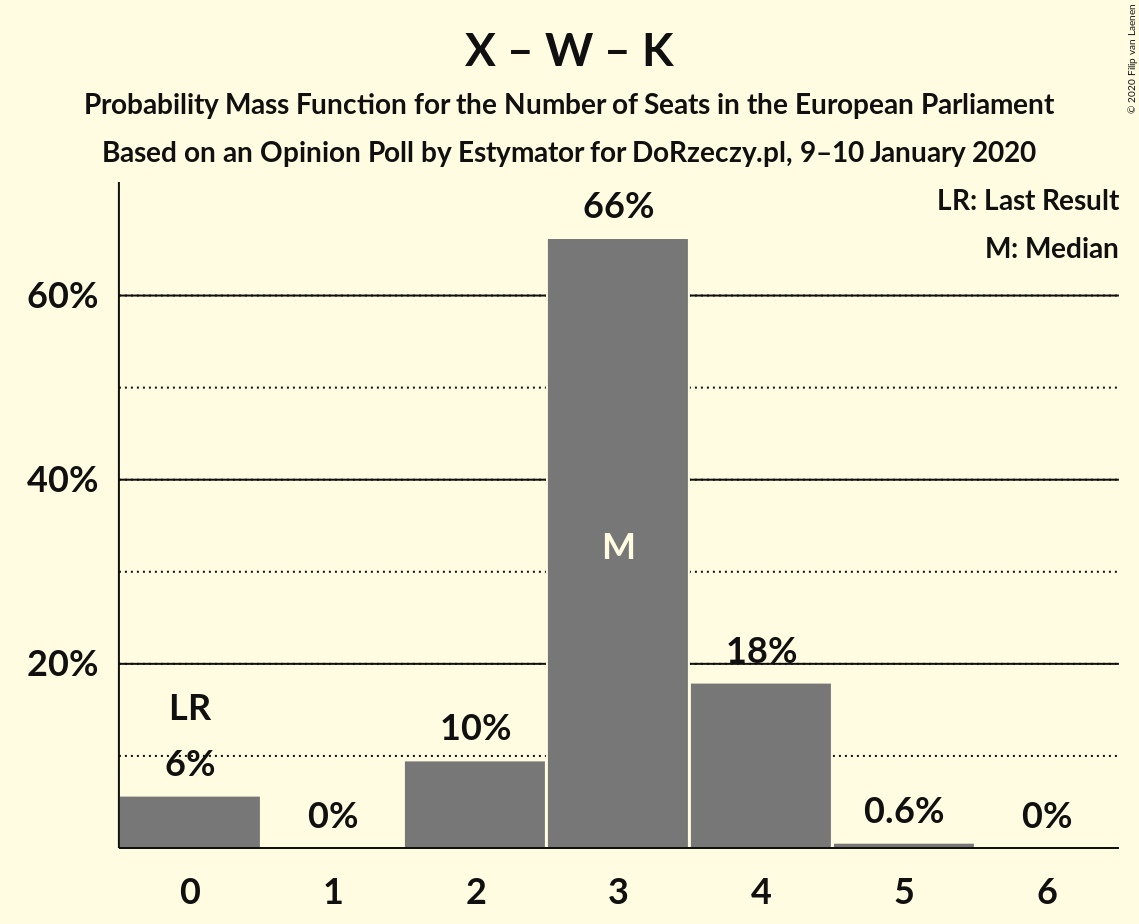 X – W – K
Probability Mass Function for the Number of Seats in the European Parliament
Based on an Opinion Poll by Estymator for DoRzeczy.pl, 9–10 January 2020
© 2020 Filip van Laenen
LR: Last Result
M: Median
66%
60%
40%
M
20%
18%
LR
10%
6%
0%
0.6%
0%
0 1 2 3 4 5 6